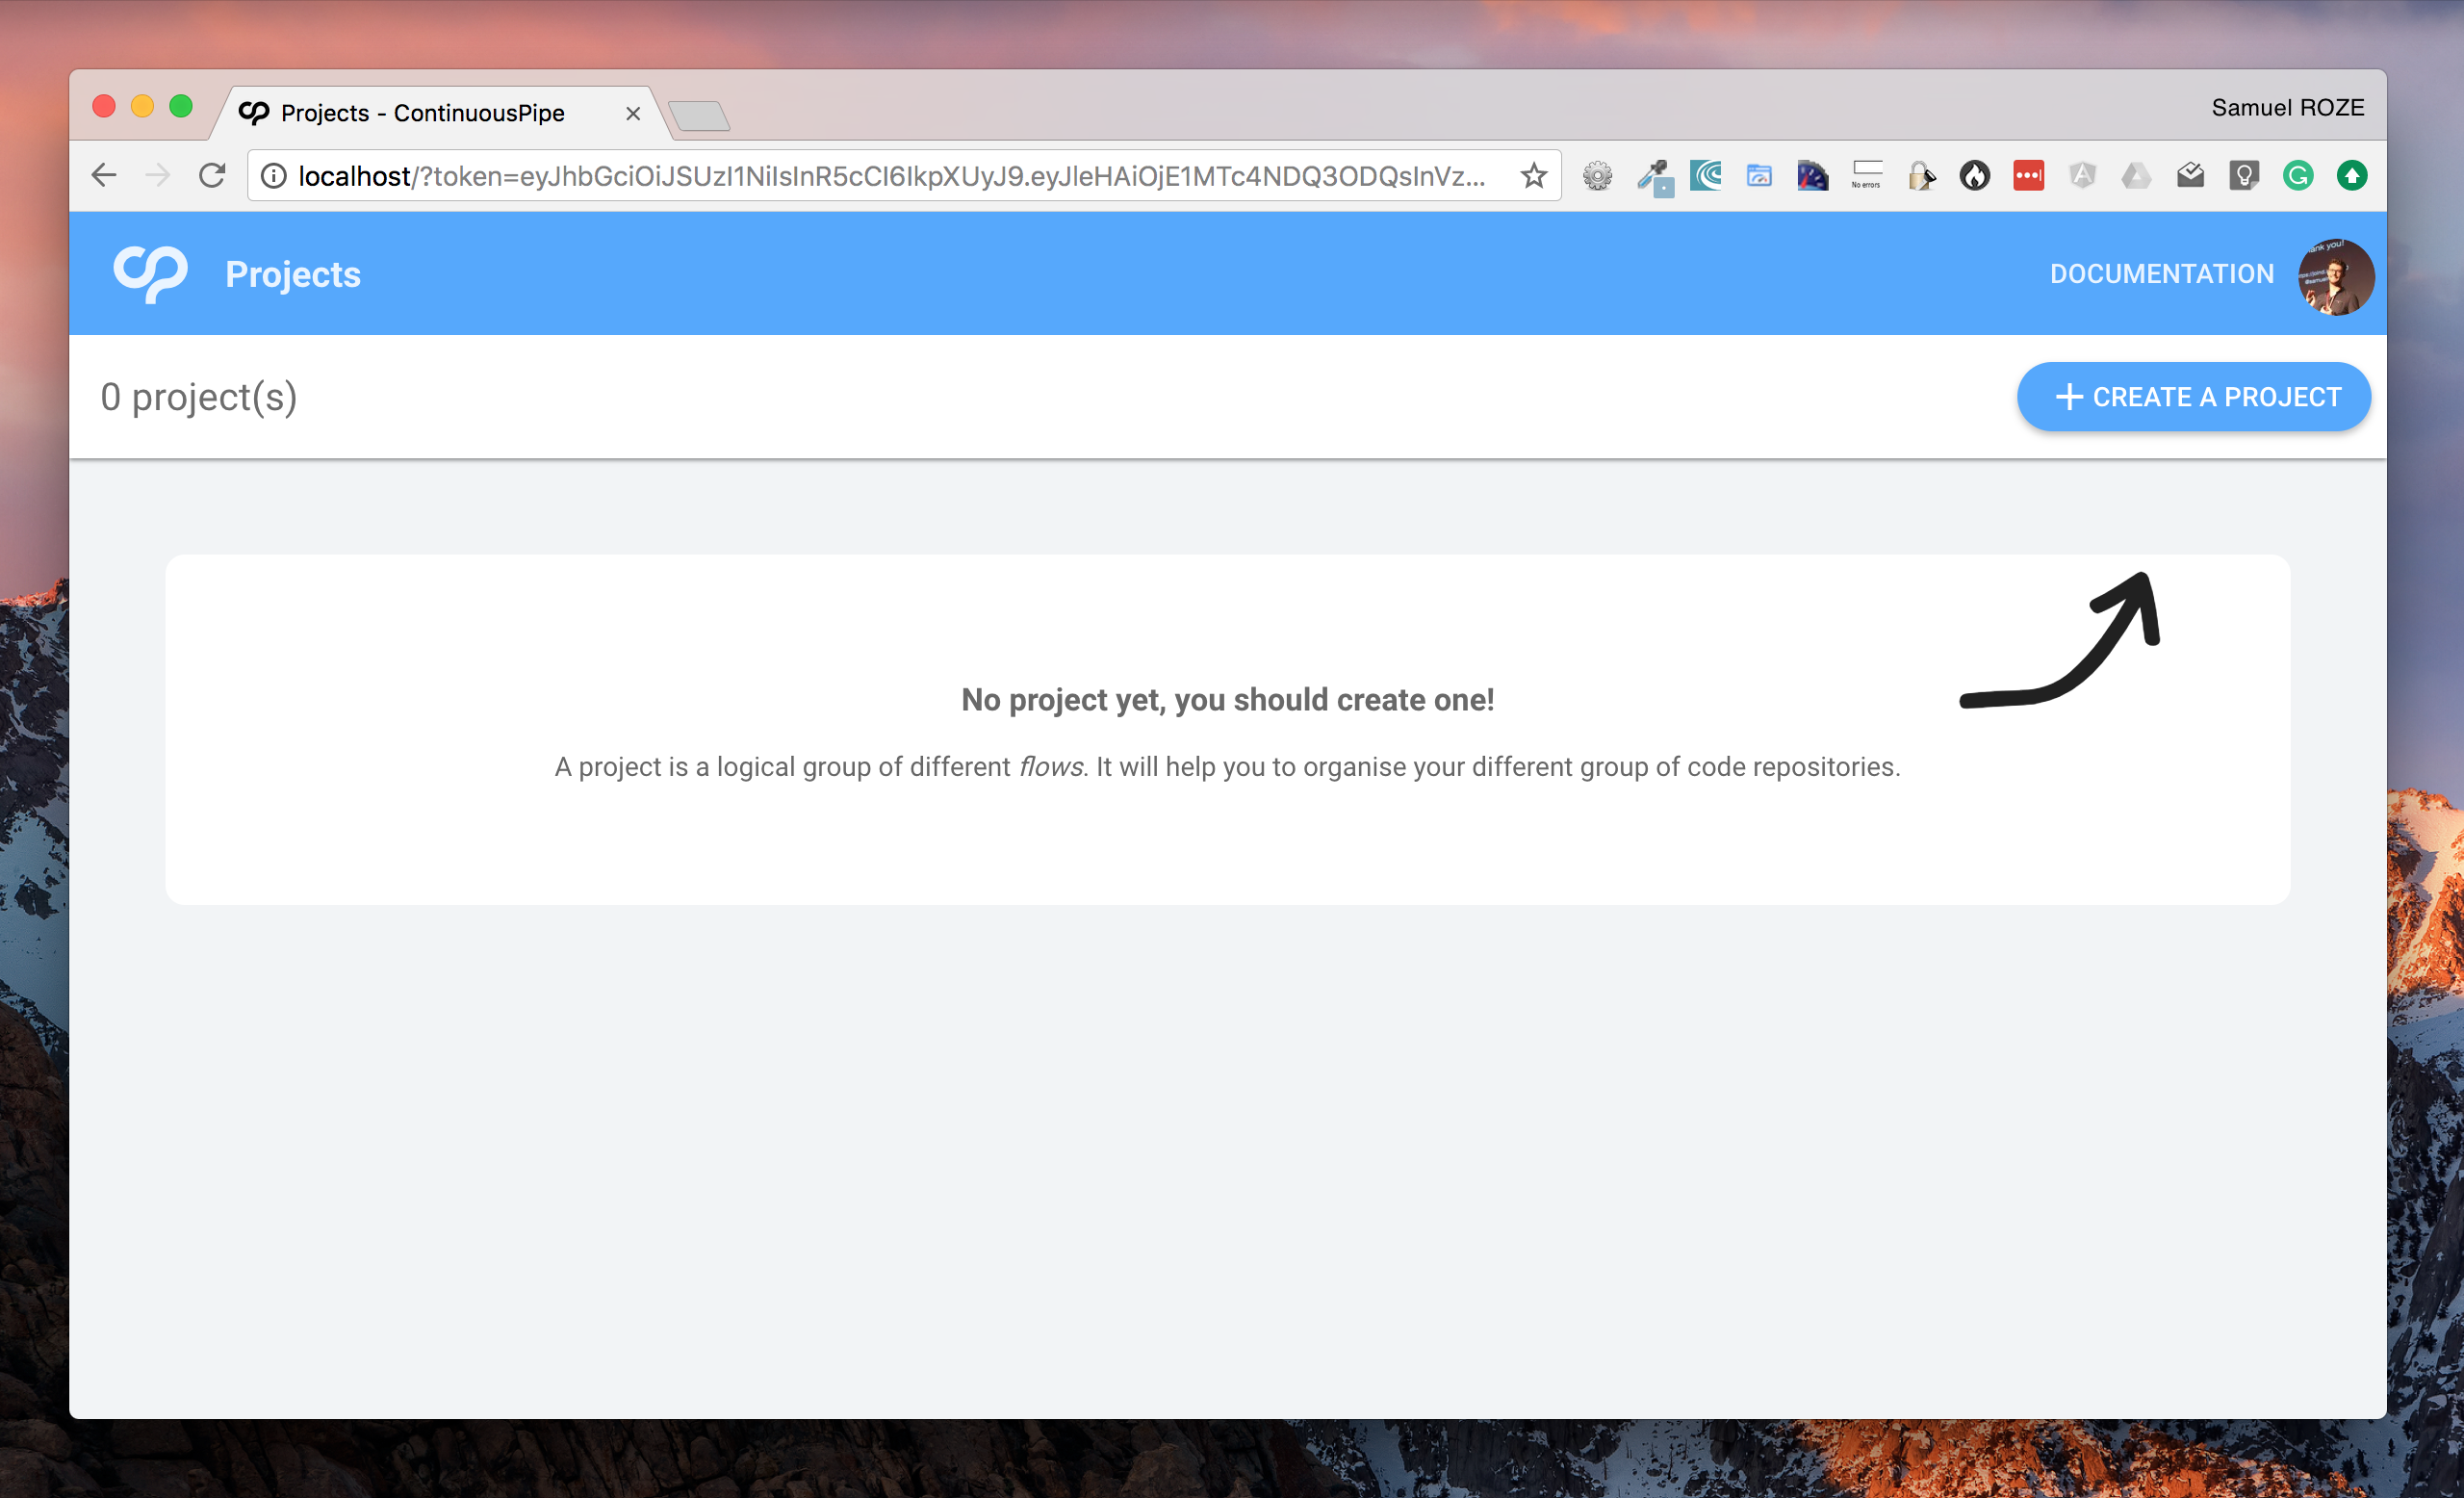 Projects - ContinuousPipe
Samuel ROZE
localhost/?token=eyJhbGciOiJSUzI1NiIsInR5cCI6IkpXUyJ9.eyJleHAiOjE1MTc4NDQ3ODQsInVz...
No errors
Projects
DOCUMENTATION
0 project(s)
+ CREATE A PROJECT
No project yet, you should create one!
A project is a logical group of different flows. It will help you to organise your different group of code repositories.